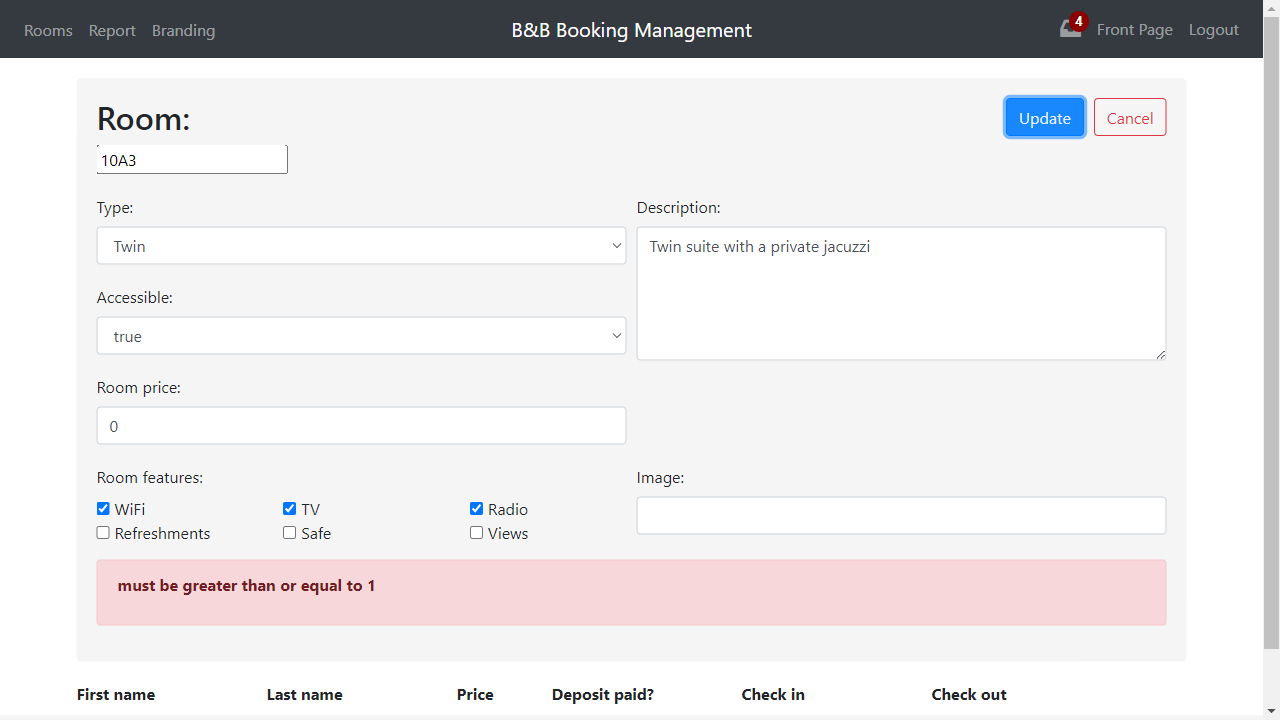 Rooms Report Branding B&B Booking Management 4 Front Page Logout
Room: Update Cancel
10A3
Type: Description:
Twin Twin suite with a private jacuzzi
Accessible:
true
Room price:
0
Room features: Image:
WiFi TV Radio
Refreshments Safe Views
must be greater than or equal to 1
First name Last name Price Deposit paid? Check in Check out